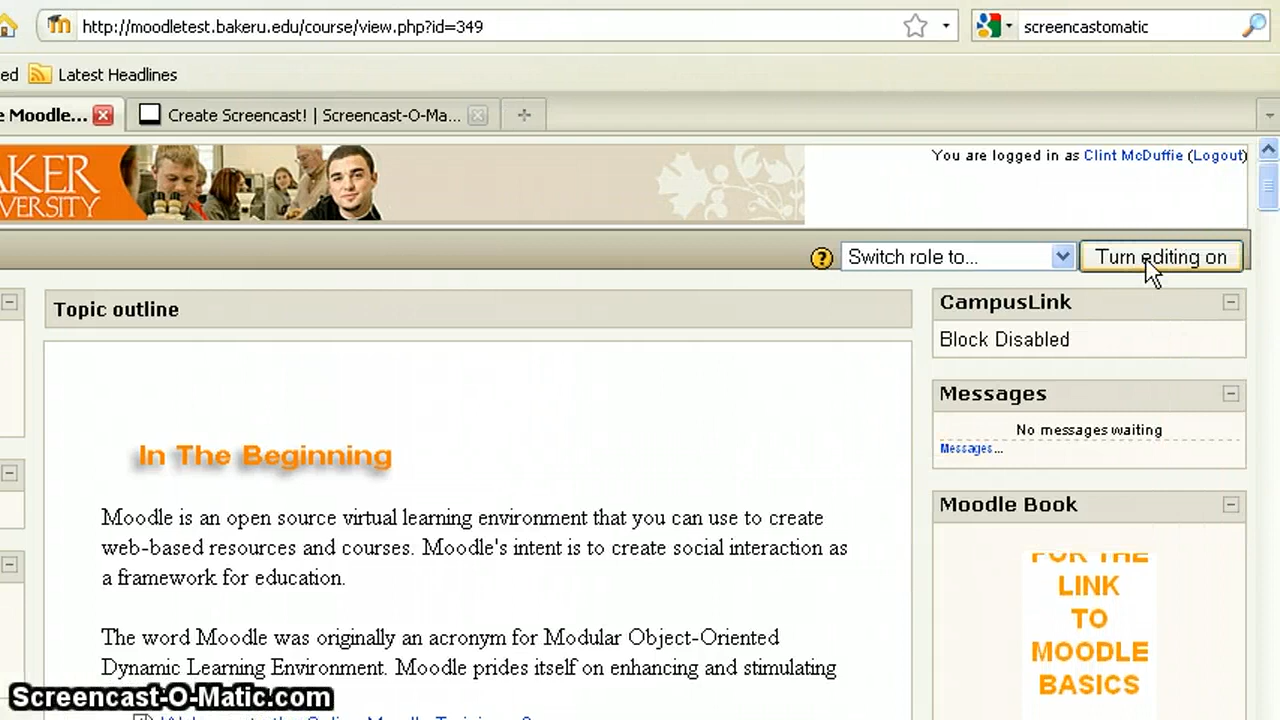 http://moodletest.bakeru.edu/course/view.php?id=349
screencastomatic
ed Latest Headlines
e Moodle...
Create Screencast! | Screencast-O-Ma...
AKER
VERSITY
You are logged in as Clint McDuffie (Logout)
? Switch role to... Turn editing on
Topic outline
CampusLink
Block Disabled
Messages
No messages waiting
Messages...
In The Beginning
Moodle Book
Moodle is an open source virtual learning environment that you can use to create
web-based resources and courses. Moodle's intent is to create social interaction as
a framework for education.
FOR THE
LINK
TO
MOODLE
BASICS
The word Moodle was originally an acronym for Modular Object-Oriented
Dynamic Learning Environment. Moodle prides itself on enhancing and stimulating
Screencast-O-Matic.com